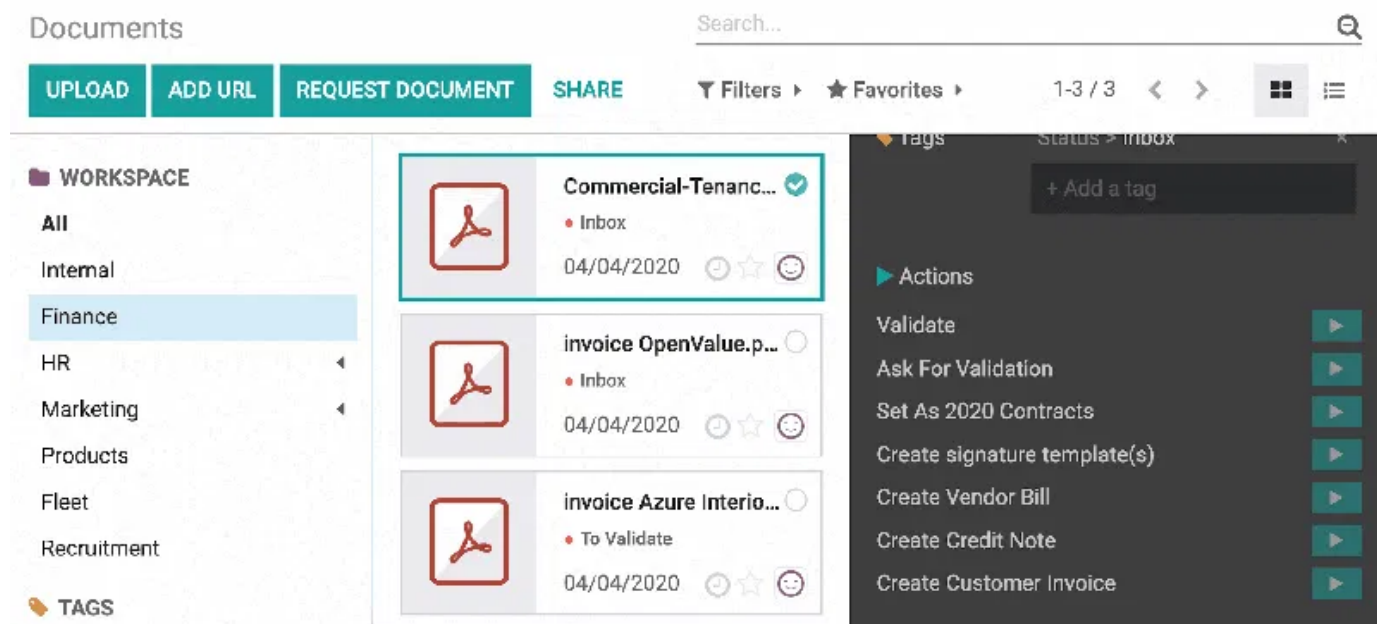 Documents
Search...
UPLOAD ADD URL REQUEST DOCUMENT SHARE Filters Favorites 1-3 / 3
WORKSPACE
All
Internal
Finance
HR
Marketing
Products
Fleet
Recruitment
TAGS
Commercial-Tenanc...
Inbox
04/04/2020
invoice OpenValue.p...
Inbox
04/04/2020
invoice Azure Interio...
To Validate
04/04/2020
Tags Status > Inbox ×
+ Add a tag
Actions
Validate
Ask For Validation
Set As 2020 Contracts
Create signature template(s)
Create Vendor Bill
Create Credit Note
Create Customer Invoice